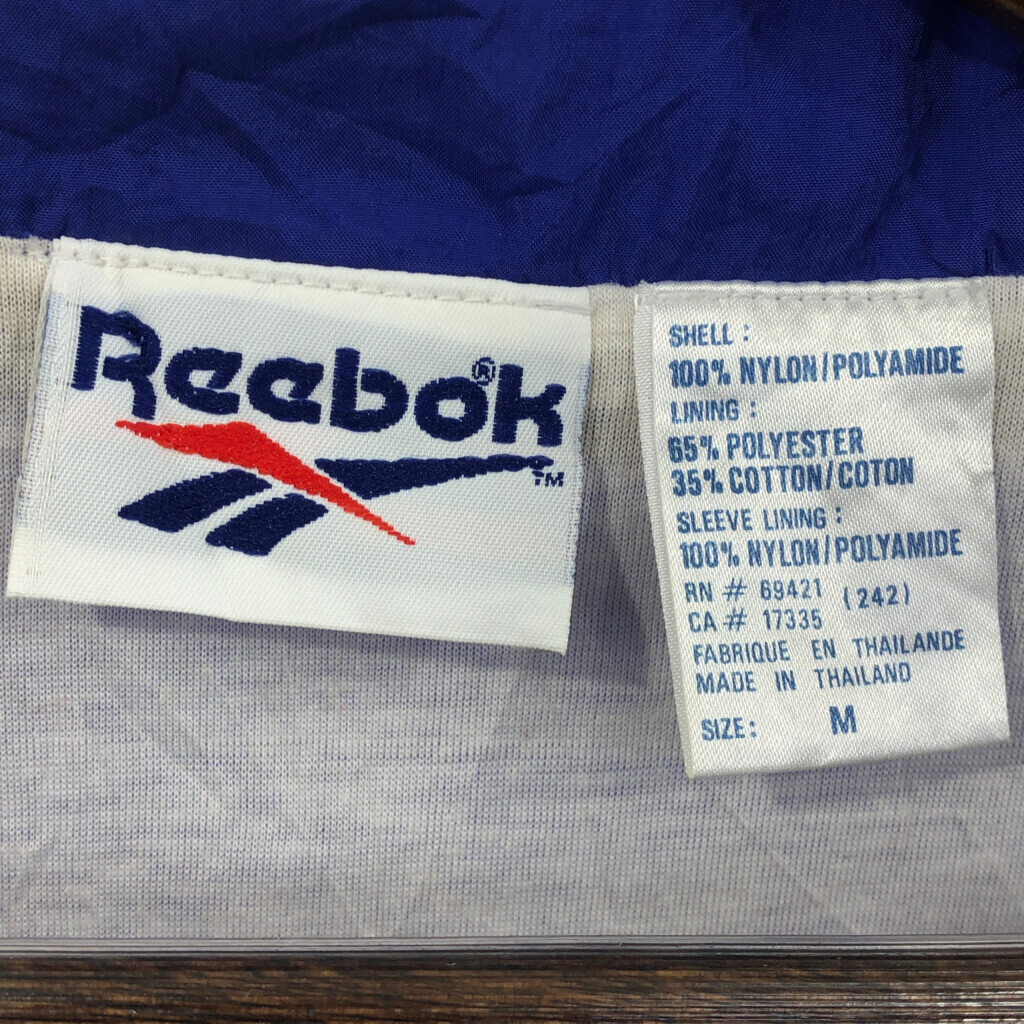 Reebok®
TM
SHELL :
100% NYLON/POLYAMIDE
LINING :
65% POLYESTER
35% COTTON/COTON
SLEEVE LINING :
100% NYLON/POLYAMIDE
RN # 69421 (242)
CA # 17335
FABRIQUE EN THAILANDE
MADE IN THAILAND
SIZE: M